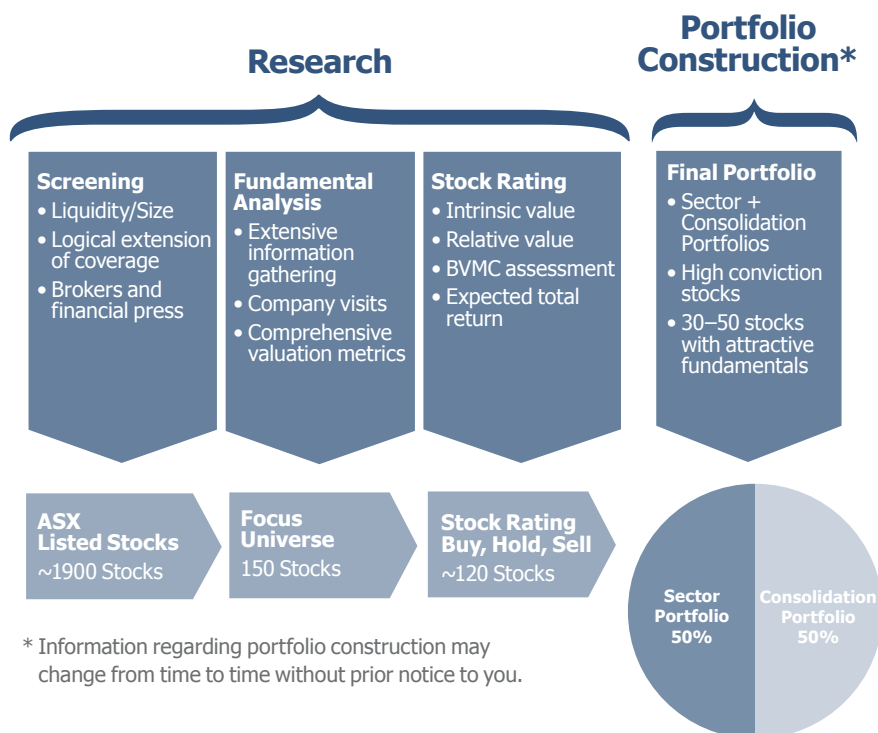 Research
Portfolio
Construction*
Screening
• Liquidity/Size
• Logical extension
of coverage
• Brokers and
financial press
Fundamental
Analysis
• Extensive
information
gathering
• Company visits
• Comprehensive
valuation metrics
Stock Rating
• Intrinsic value
• Relative value
• BVMC assessment
• Expected total
return
Final Portfolio
• Sector +
Consolidation
Portfolios
• High conviction
stocks
• 30–50 stocks
with attractive
fundamentals
ASX
Listed Stocks
~1900 Stocks
Focus
Universe
150 Stocks
Stock Rating
Buy, Hold, Sell
~120 Stocks
Sector
Portfolio
50%
Consolidation
Portfolio
50%
* Information regarding portfolio construction may
change from time to time without prior notice to you.